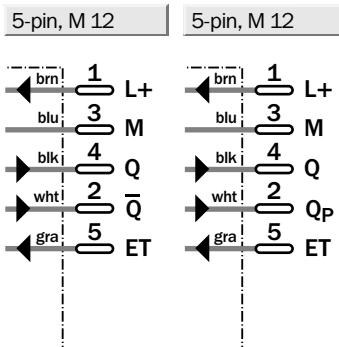 5-pin, M 12
brn 1 L+
blu 3 M
blk 4 Q
wht 2 Q̅
gra 5 ET
5-pin, M 12
brn 1 L+
blu 3 M
blk 4 Q
wht 2 QP
gra 5 ET